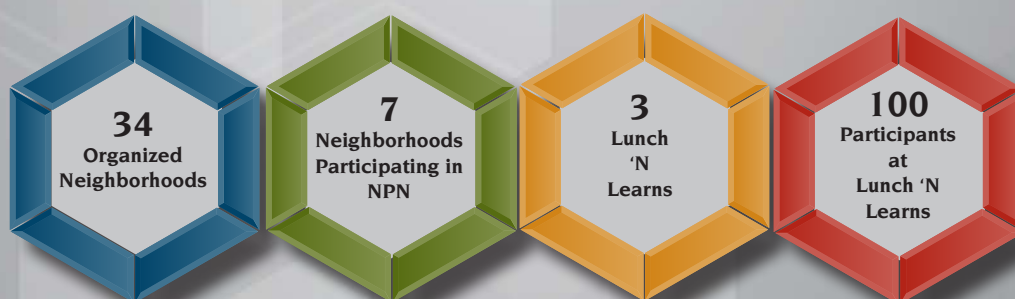 34
Organized
Neighborhoods
7
Neighborhoods
Participating in
NPN
3
Lunch
‘N
Learns
100
Participants
at
Lunch ‘N
Learns